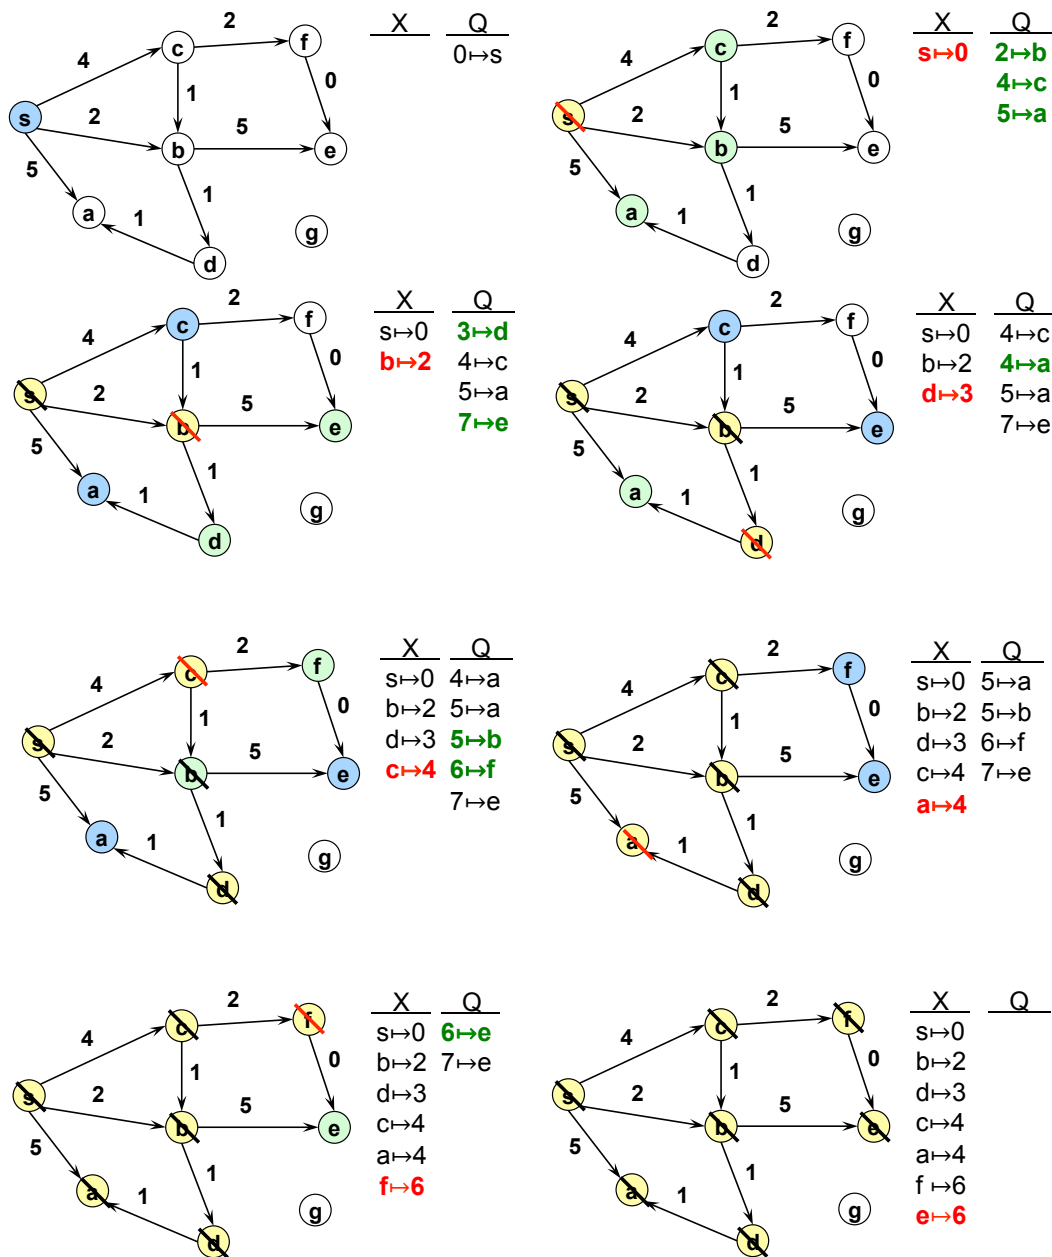 2 X Q
4 c f 0↦s
0
1
s 2 5
b e
5 1
a 1
g
d
2 X Q
4 c f s↦0 2↦b
0 4↦c
1 5↦a
s 2 5
b e
5 1
a 1
g
d
2 X Q
4 c f s↦0 3↦d
0 b↦2 4↦c
1 5↦a
s 2 5 7↦e
b e
5 1
a 1
g
d
2 X Q
4 c f s↦0 4↦c
0 b↦2 4↦a
1 d↦3 5↦a
s 2 5 7↦e
b e
5 1
a 1
g
d
2 X Q
4 c f s↦0 4↦a
0 b↦2 5↦a
1 d↦3 5↦b
s 2 5 c↦4 6↦f
b e 7↦e
5 1
a 1
g
d
2 X Q
4 c f s↦0 5↦a
0 b↦2 5↦b
1 d↦3 6↦f
s 2 5 c↦4 7↦e
b e a↦4
5 1
a 1
g
d
2 X Q
4 c f s↦0 6↦e
0 b↦2 7↦e
1 d↦3
s 2 5 c↦4
b e a↦4
5 1 f↦6
a 1
g
d
2 X Q
4 c f s↦0
0 b↦2
1 d↦3
s 2 5 c↦4
b e a↦4
5 1 f↦6
a 1 e↦6
g
d